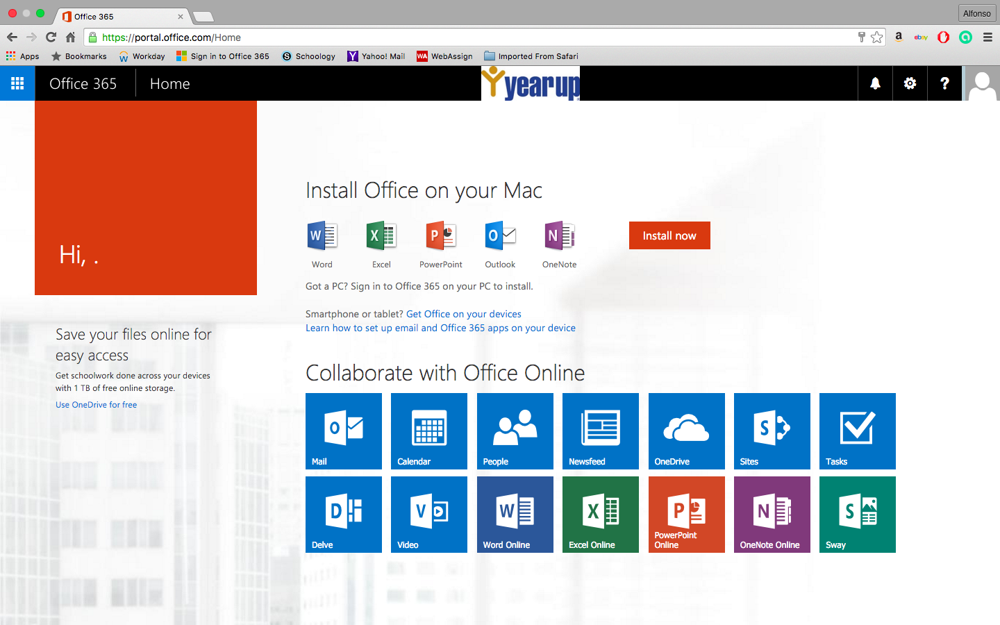 Office 365
Alfonso
https://portal.office.com/Home
a
ebay
a
Apps
Bookmarks
Workday
Sign in to Office 365
Schoology
Yahoo! Mail
WebAssign
Imported From Safari
Office 365
Home
yearup
?
Hi, .
Save your files online for
easy access
Get schoolwork done across your devices
with 1 TB of free online storage.
Use OneDrive for free
Install Office on your Mac
Word
Excel
PowerPoint
Outlook
OneNote
Install now
Got a PC? Sign in to Office 365 on your PC to install.
Smartphone or tablet? Get Office on your devices
Learn how to set up email and Office 365 apps on your device
Collaborate with Office Online
Mail
Calendar
People
Newsfeed
OneDrive
Sites
Tasks
Delve
Video
Word Online
Excel Online
PowerPoint
Online
OneNote Online
Sway